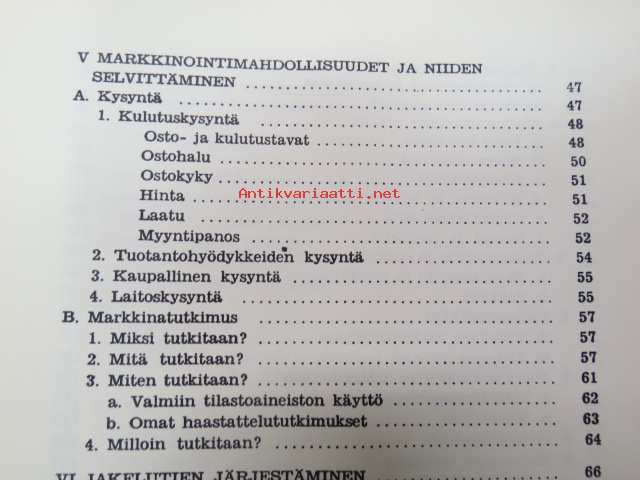 V MARKKINOINTIMAHDOLLISUUDET JA NIIDEN
SELVITTÄMINEN ........ 47
A. Kysyntä ........ 47
1. Kulutuskysyntä ........ 48
Osto- ja kulutustavat ........ 48
Ostohalu ........ 50
Ostokyky ........ 51
Antikvariaatti.net
Hinta ........ 51
Laatu ........ 52
Myyntipanos ........ 52
2. Tuotantohyödykkeiden kysyntä ........ 54
3. Kaupallinen kysyntä ........ 55
4. Laitoskysyntä ........ 55
B. Markkinatutkimus ........ 57
1. Miksi tutkitaan? ........ 57
2. Mitä tutkitaan? ........ 57
3. Miten tutkitaan? ........ 61
a. Valmiin tilastoaineiston käyttö ........ 62
b. Omat haastattelututkimukset ........ 63
4. Milloin tutkitaan? ........ 64
VI JAKELUTIEN JÄRJESTÄMINEN ........ 66